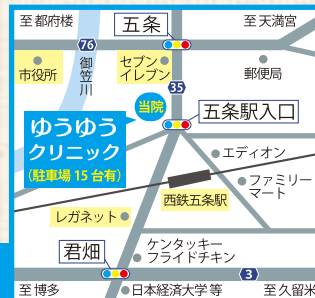 至都府楼
五条
至天満宮
76
市役所
御笠川
セブン
イレブン
郵便局
35
当院
五条駅入口
ゆうゆう
クリニック
(駐車場15台有)
エディオン
ファミリー
マート
西鉄五条駅
レガネット
君畑
ケンタッキー
フライドチキン
3
至博多
日本経済大学等
至久留米